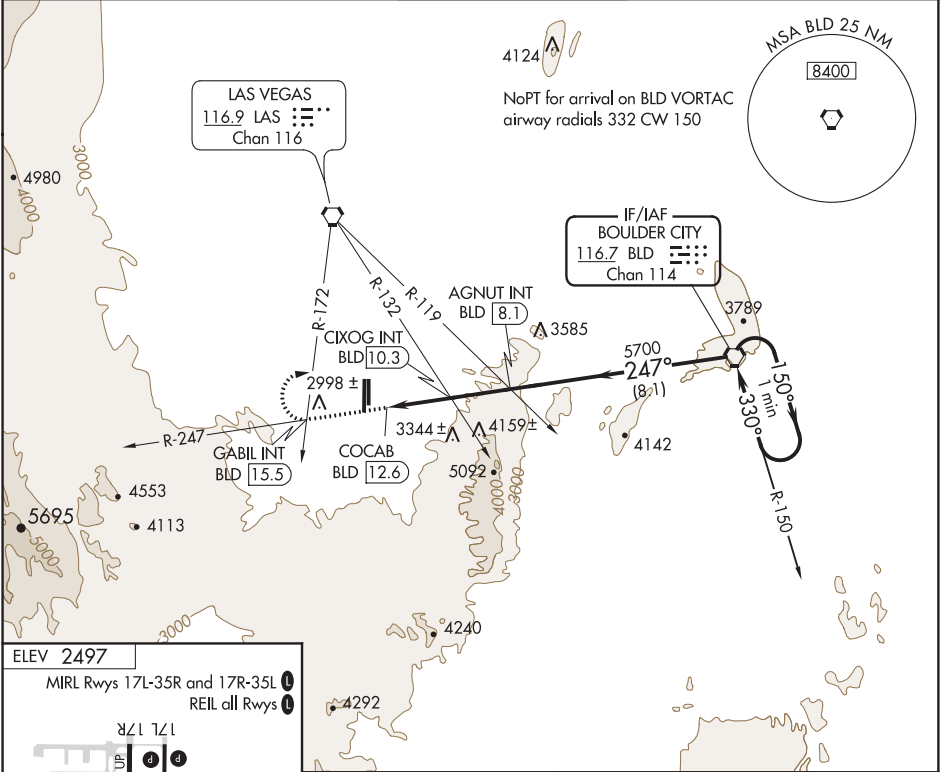 4124
NoPT for arrival on BLD VORTAC
airway radials 332 CW 150
MSA BLD 25 NM
8400
LAS VEGAS
116.9 LAS
Chan 116
3000
4980
4000
IF/IAF
BOULDER CITY
116.7 BLD
Chan 114
R-172
R-132
R-119
AGNUT INT
BLD 8.1
3585
3789
CIXOG INT
BLD 10.3
5700
247°
(8.1)
150°
1 min
330°
2998 ±
R-247
GABIL INT
BLD 15.5
COCAB
BLD 12.6
3344 ±
4159 ±
4142
5092
4000
3000
R-150
4553
5695
4113
5000
3000
4240
4292
ELEV 2497
MIRL Rwys 17L-35R and 17R-35L L
REIL all Rwys L
17R 17L
UP
P P